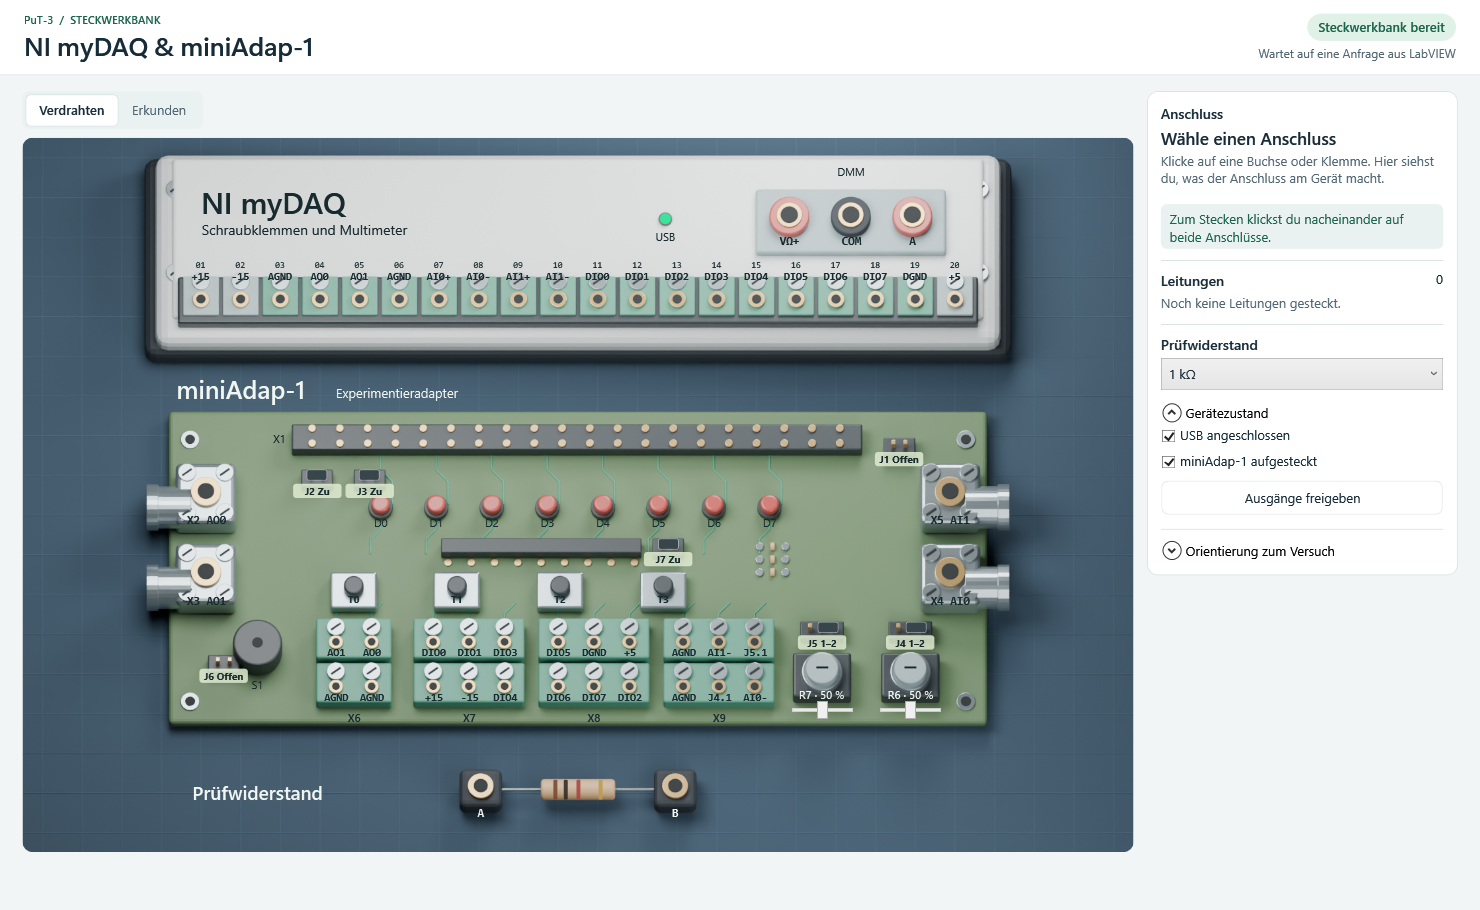 PuT-3 / STECKWERKBANK
NI myDAQ & miniAdap-1
Steckwerkbank bereit
Wartet auf eine Anfrage aus LabVIEW
Verdrahten
Erkunden
NI myDAQ
Schraubklemmen und Multimeter
USB
DMM
VΩ+ COM A
01 02 03 04 05 06 07 08 09 10 11 12 13 14 15 16 17 18 19 20
+15 -15 AGND AO0 AO1 AGND AI0+ AI0- AI1+ AI1- DIO0 DIO1 DIO2 DIO3 DIO4 DIO5 DIO6 DIO7 DGND +5
miniAdap-1
Experimentieradapter
X1
J1 Offen
J2 Zu
J3 Zu
X2 AO0
D0 D1 D2 D3 D4 D5 D6 D7
X5 AI1
J7 Zu
T0 T1 T2 T3
X3 AO1
X4 AI0
J6 Offen
S1
AO1 AO0
DIO0 DIO1 DIO3
DIO5 DGND +5
AGND AI1- J5.1
J5 1–2
J4 1–2
AGND AGND
+15 -15 DIO4
DIO6 DIO7 DIO2
AGND J4.1 AI0-
R7 · 50 %
R6 · 50 %
X6 X7 X8 X9
Prüfwiderstand
A B
Anschluss
Wähle einen Anschluss
Klicke auf eine Buchse oder Klemme. Hier siehst
du, was der Anschluss am Gerät macht.
Zum Stecken klickst du nacheinander auf
beide Anschlüsse.
Leitungen
0
Noch keine Leitungen gesteckt.
Prüfwiderstand
1 kΩ
Gerätezustand
USB angeschlossen
miniAdap-1 aufgesteckt
Ausgänge freigeben
Orientierung zum Versuch